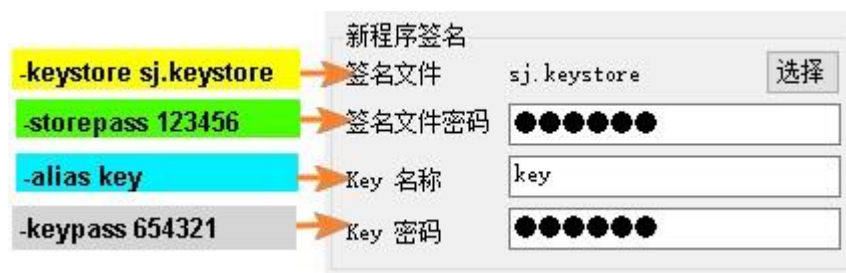 新程序签名
-keystore sj.keystore
签名文件
sj.keystore
选择
-storepass 123456
签名文件密码
●●●●●●
-alias key
Key 名称
key
-keypass 654321
Key 密码
●●●●●●